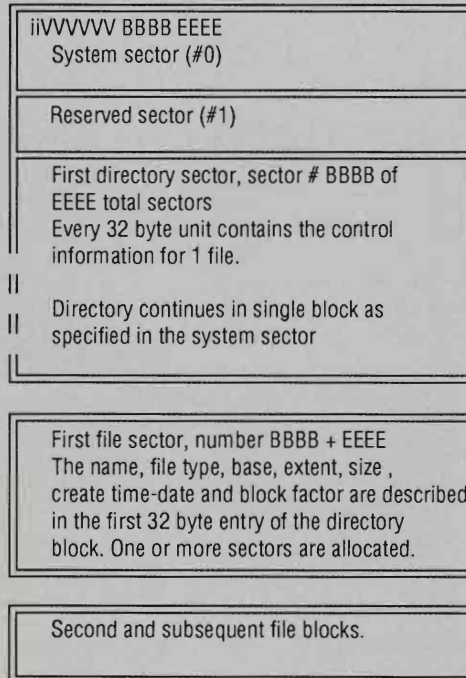 iiVVVVVV BBBB EEEE
System sector (#0)
Reserved sector (#1)
First directory sector, sector # BBBB of
EEEE total sectors
Every 32 byte unit contains the control
information for 1 file.
Directory continues in single block as
specified in the system sector
First file sector, number BBBB + EEEE
The name, file type, base, extent, size ,
create time-date and block factor are described
in the first 32 byte entry of the directory
block. One or more sectors are allocated.
Second and subsequent file blocks.